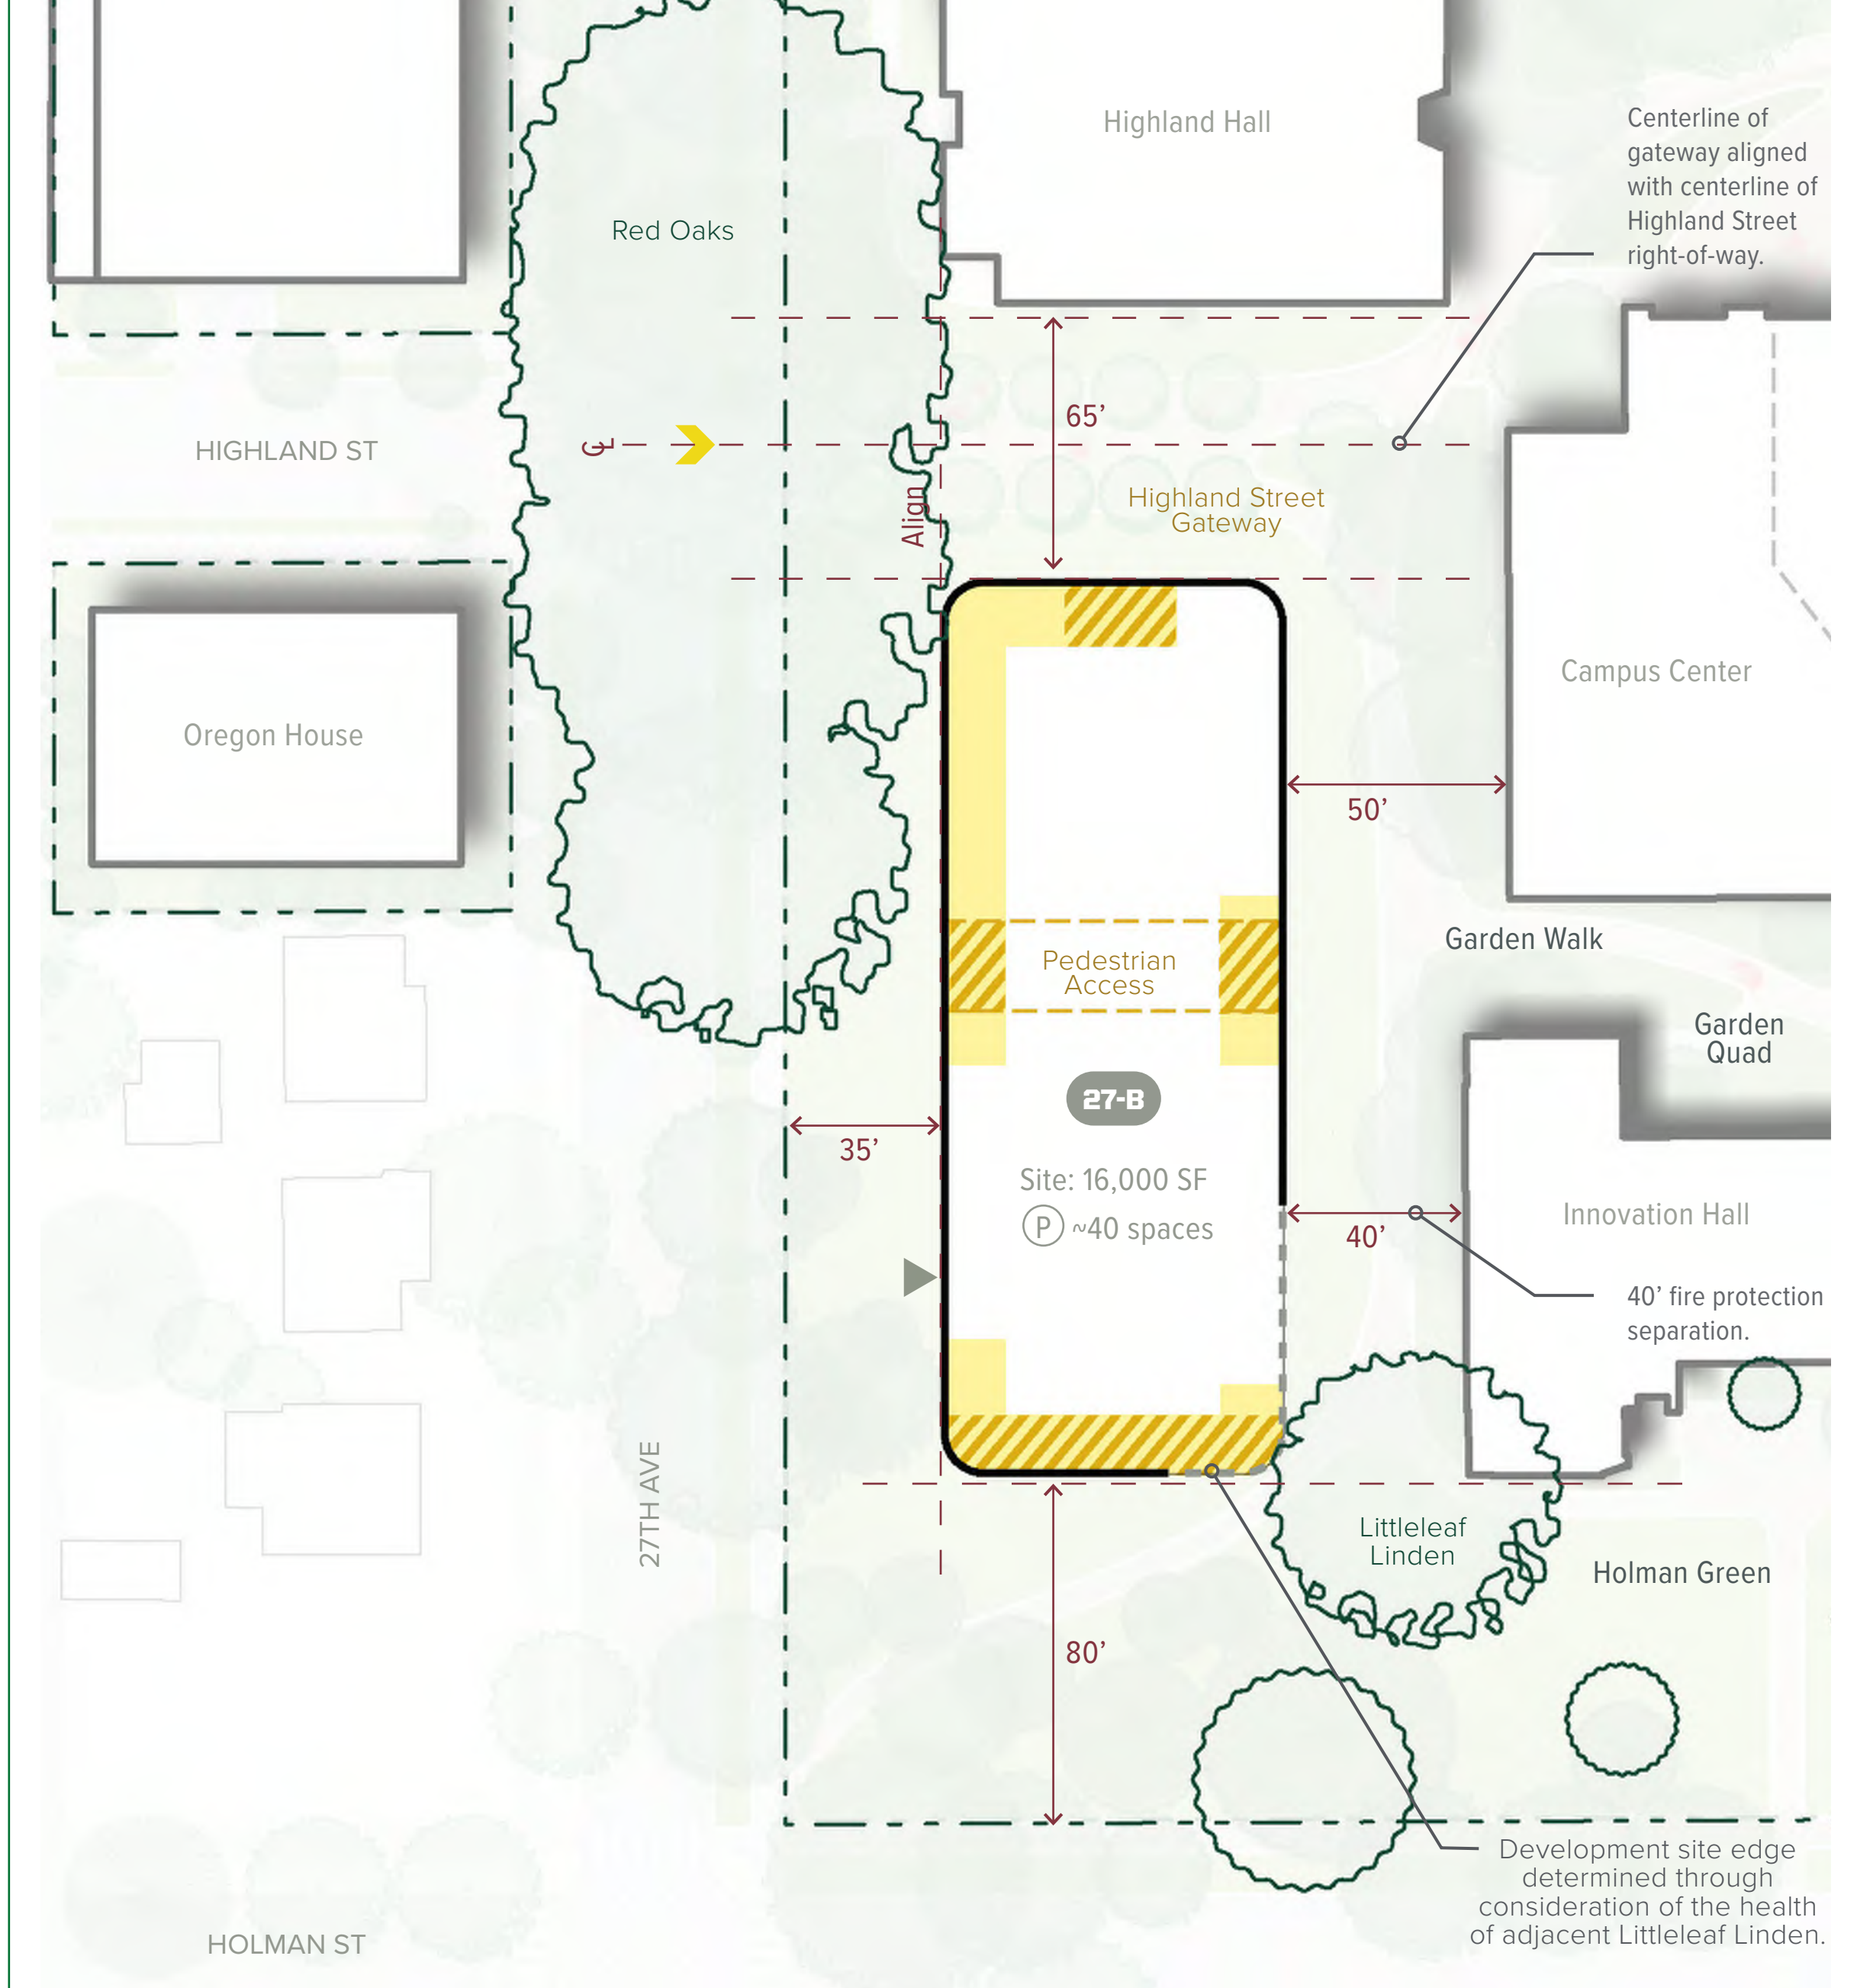 Highland Hall
Centerline of
gateway aligned
with centerline of
Highland Street
right-of-way.
Red Oaks
65’
HIGHLAND ST
CL
Align
Highland Street
Gateway
Campus Center
Oregon House
50’
Garden Walk
Pedestrian
Access
Garden
Quad
27-B
35’
Site: 16,000 SF
P ~40 spaces
40’
Innovation Hall
40’ fire protection
separation.
27TH AVE
Littleleaf
Linden
Holman Green
80’
Development site edge
determined through
consideration of the health
of adjacent Littleleaf Linden.
HOLMAN ST